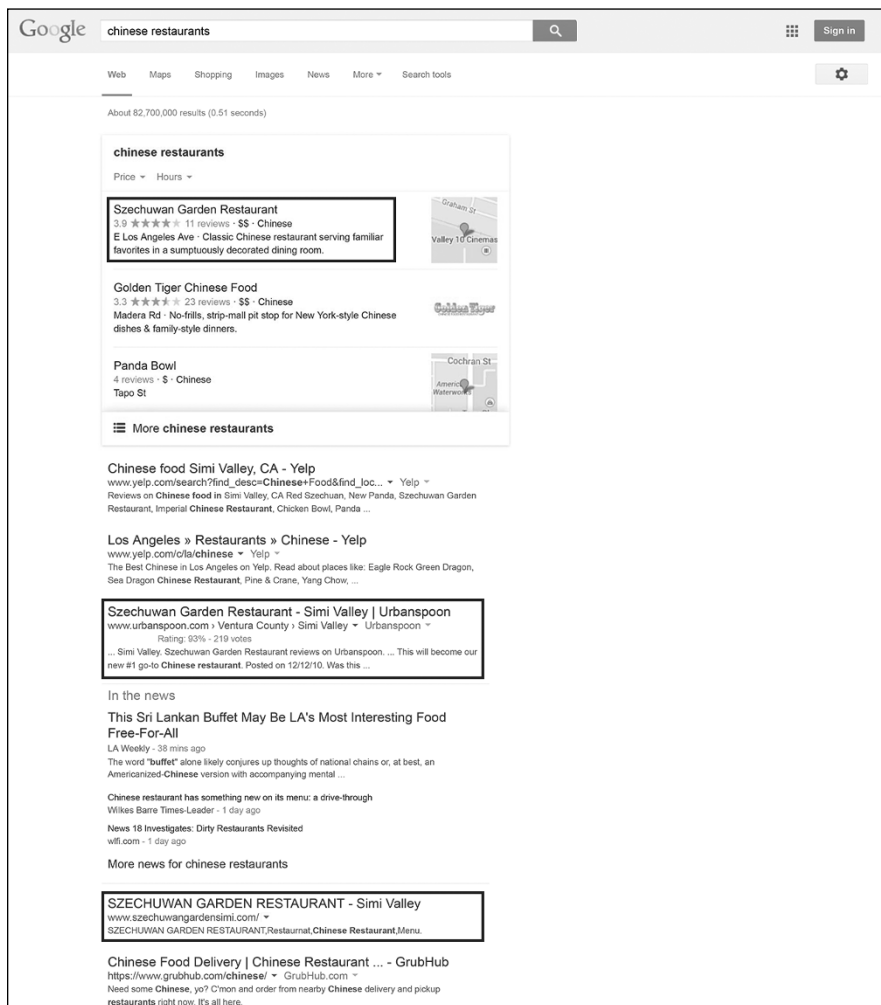 Google chinese restaurants Sign in
Web Maps Shopping Images News More Search tools
About 82,700,000 results (0.51 seconds)
chinese restaurants
Price Hours
Szechuwan Garden Restaurant
3.9 ★★★★★ 11 reviews · $$ · Chinese
E Los Angeles Ave · Classic Chinese restaurant serving familiar
favorites in a sumptuously decorated dining room.
Graham St
Valley 10 Cinemas
Golden Tiger Chinese Food
3.3 ★★★★★ 23 reviews · $$ · Chinese
Madera Rd · No-frills, strip-mall pit stop for New York-style Chinese
dishes & family-style dinners.
Golden Tiger
Panda Bowl
4 reviews · $ · Chinese
Tapo St
Cochran St
American
Waterworks
More chinese restaurants
Chinese food Simi Valley, CA - Yelp
www.yelp.com/search?find_desc=Chinese+Food&find_loc... Yelp
Reviews on Chinese food in Simi Valley, CA Red Szechuan, New Panda, Szechuwan Garden
Restaurant, Imperial Chinese Restaurant, Chicken Bowl, Panda ...
Los Angeles » Restaurants » Chinese - Yelp
www.yelp.com/c/la/chinese Yelp
The Best Chinese in Los Angeles on Yelp. Read about places like: Eagle Rock Green Dragon,
Sea Dragon Chinese Restaurant, Pine & Crane, Yang Chow, ...
Szechuwan Garden Restaurant - Simi Valley | Urbanspoon
www.urbanspoon.com › Ventura County › Simi Valley Urbanspoon
Rating: 93% - 219 votes
... Simi Valley. Szechuwan Garden Restaurant reviews on Urbanspoon. ... This will become our
new #1 go-to Chinese restaurant. Posted on 12/12/10. Was this ...
In the news
This Sri Lankan Buffet May Be LA's Most Interesting Food
Free-For-All
LA Weekly - 38 mins ago
The word "buffet" alone likely conjures up thoughts of national chains or, at best, an
Americanized-Chinese version with accompanying mental ...
Chinese restaurant has something new on its menu: a drive-through
Wilkes Barre Times-Leader - 1 day ago
News 18 Investigates: Dirty Restaurants Revisited
wlfi.com - 1 day ago
More news for chinese restaurants
SZECHUWAN GARDEN RESTAURANT - Simi Valley
www.szechuwangardensimi.com/
SZECHUWAN GARDEN RESTAURANT,Restaurnat,Chinese Restaurant,Menu.
Chinese Food Delivery | Chinese Restaurant ... - GrubHub
https://www.grubhub.com/chinese/ GrubHub.com
Need some Chinese, yo? C'mon and order from nearby Chinese delivery and pickup
restaurants right now. It's all here.